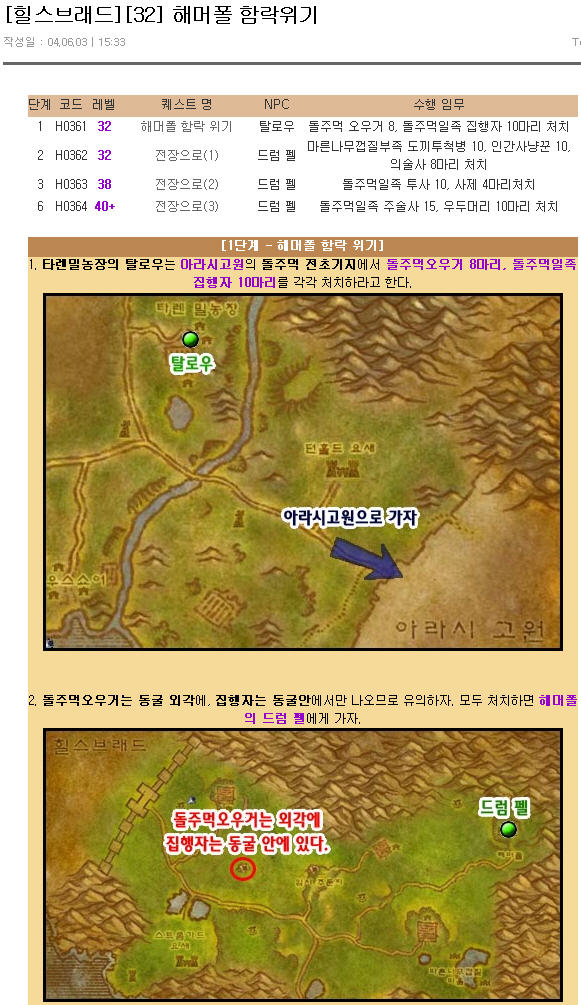 [힐스브래드][32] 해머폴 함락위기
작성일 : 04,06,03 | 15:33
단계 코드 레벨 퀘스트 명 NPC 수행 임무
1 H0361 32 해머폴 함락 위기 탈로우 돌주먹 오우거 8, 돌주먹일족 집행자 10마리 처치
2 H0362 32 전장으로(1) 드럼 펠 마른나무껍질부족 도끼투척병 10, 인간사냥꾼 10,
의술사 8마리 처치
3 H0363 38 전장으로(2) 드럼 펠 돌주먹일족 투사 10, 사제 4마리처치
6 H0364 40+ 전장으로(3) 드럼 펠 돌주먹일족 주술사 15, 우두머리 10마리 처치
[1단계 - 해머폴 함락 위기]
1. 타렌밀농장의 탈로우는 아라시고원의 돌주먹 전초기지에서 돌주먹오우거 8마리, 돌주먹일족
집행자 10마리를 각각 처치하라고 한다.
타렌 밀농장
탈로우
던홀드 요새
아라시고원으로 가자
우스쇼어
아라시 고원
2. 돌주먹오우거는 동굴 외각에, 집행자는 동굴안에서만 나오므로 유의하자. 모두 처치하면 해머폴
의 드럼 펠에게 가자.
힐스브래드
드럼 펠
돌주먹오우거는 외각에
집행자는 동굴 안에 있다.
해머폴
스트롬가드
요새